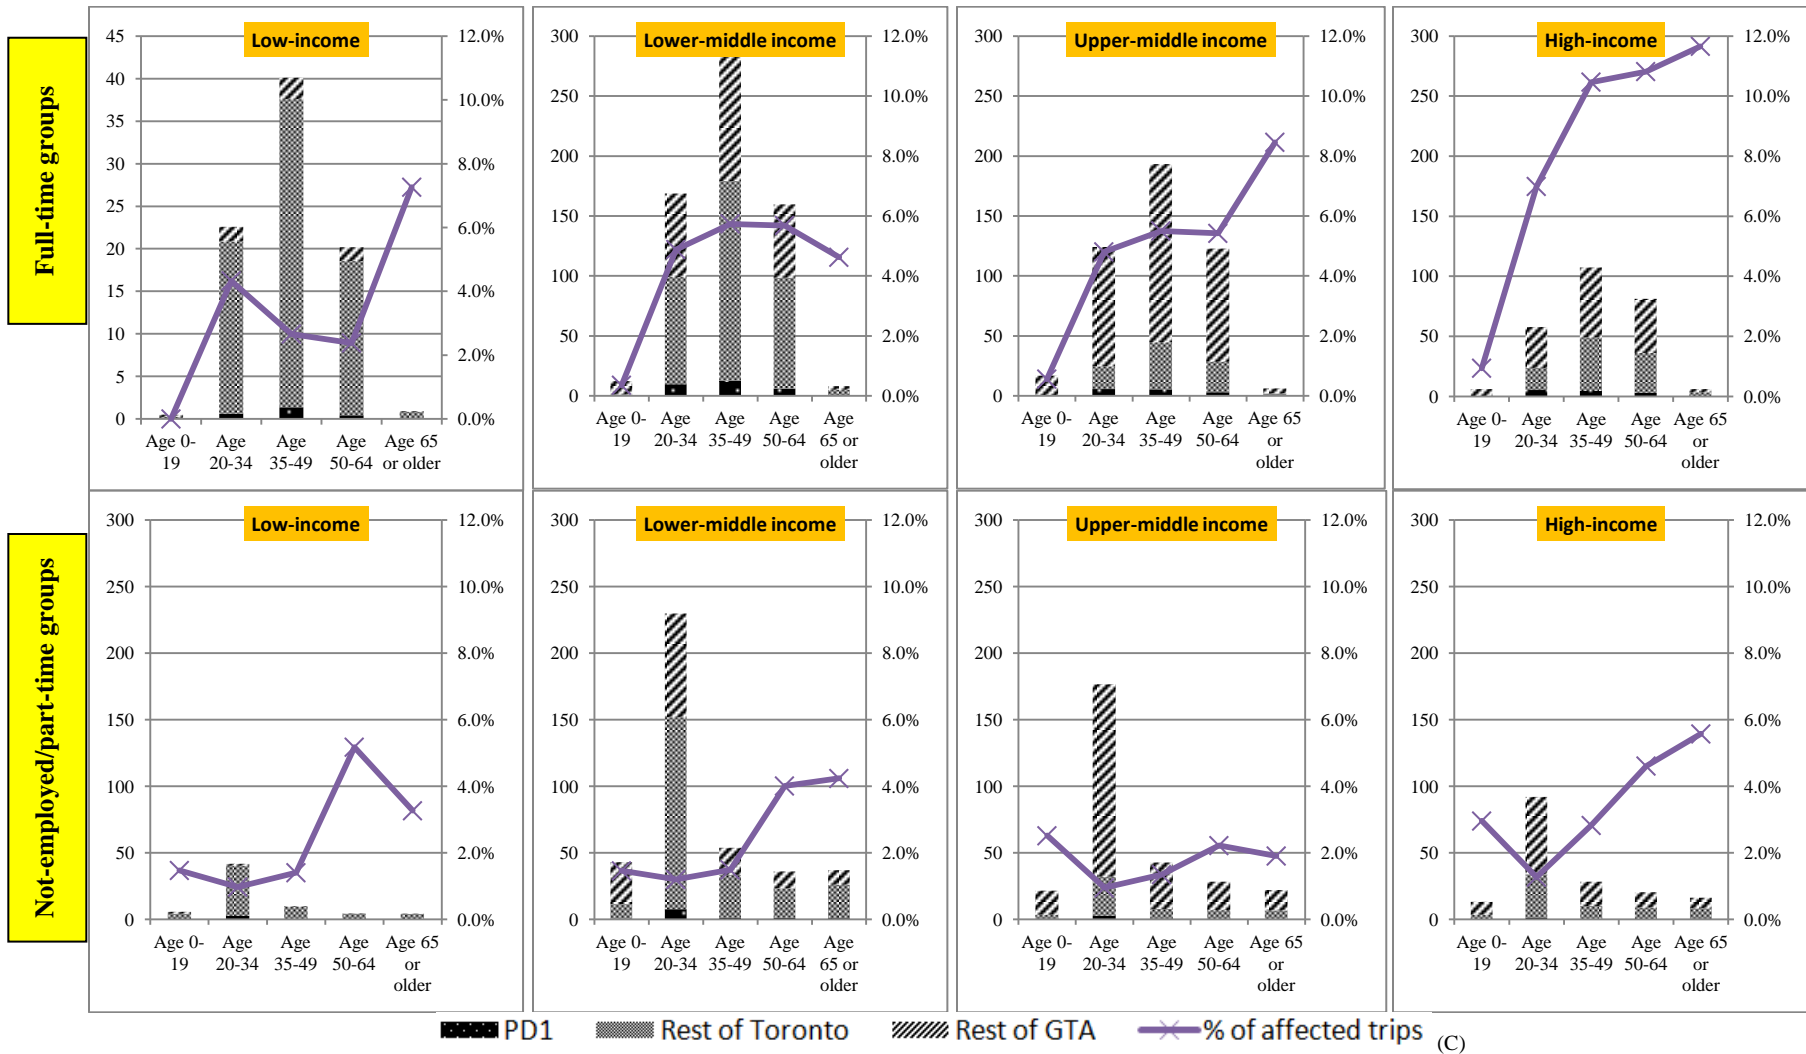 Full-time groups
Low-income
45
40
35
30
25
20
15
10
5
0
12.0%
10.0%
8.0%
6.0%
4.0%
2.0%
0.0%
Age 0-
19
Age
20-34
Age
35-49
Age
50-64
Age 65
or older
Lower-middle income
300
250
200
150
100
50
0
12.0%
10.0%
8.0%
6.0%
4.0%
2.0%
0.0%
Age 0-
19
Age
20-34
Age
35-49
Age
50-64
Age
65 or
older
Upper-middle income
300
250
200
150
100
50
0
12.0%
10.0%
8.0%
6.0%
4.0%
2.0%
0.0%
Age 0-
19
Age
20-34
Age
35-49
Age
50-64
Age 65
or
older
High-income
300
250
200
150
100
50
0
12.0%
10.0%
8.0%
6.0%
4.0%
2.0%
0.0%
Age 0-
19
Age
20-34
Age
35-49
Age
50-64
Age 65
or
older
Not-employed/part-time groups
Low-income
300
250
200
150
100
50
0
12.0%
10.0%
8.0%
6.0%
4.0%
2.0%
0.0%
Age 0-
19
Age
20-34
Age
35-49
Age
50-64
Age 65
or
older
Lower-middle income
300
250
200
150
100
50
0
12.0%
10.0%
8.0%
6.0%
4.0%
2.0%
0.0%
Age 0-
19
Age
20-34
Age
35-49
Age
50-64
Age
65 or
older
Upper-middle income
300
250
200
150
100
50
0
12.0%
10.0%
8.0%
6.0%
4.0%
2.0%
0.0%
Age 0-
19
Age
20-34
Age
35-49
Age
50-64
Age 65
or
older
High-income
300
250
200
150
100
50
0
12.0%
10.0%
8.0%
6.0%
4.0%
2.0%
0.0%
Age 0-
19
Age
20-34
Age
35-49
Age
50-64
Age 65
or
older
PD1 Rest of Toronto Rest of GTA % of affected trips (C)